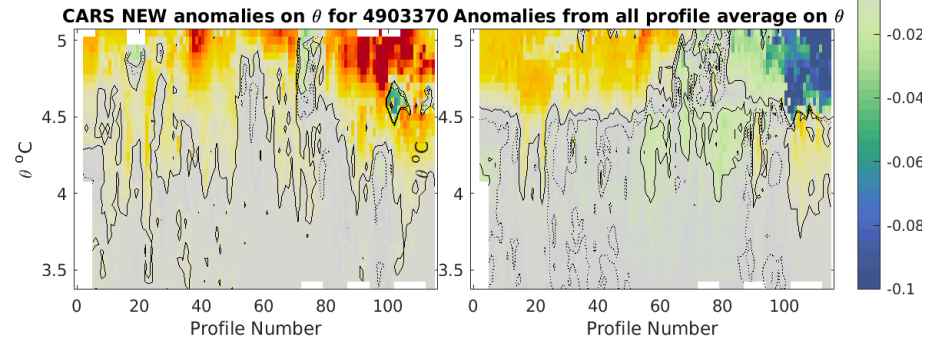 CARS NEW anomalies on θ for 4903370 Anomalies from all profile average on θ
5
4.5
4
3.5
θ °C
0 20 40 60 80 100
Profile Number
5
4.5
4
3.5
θ °C
0 20 40 60 80 100
Profile Number
-0.02
-0.04
-0.06
-0.08
-0.1